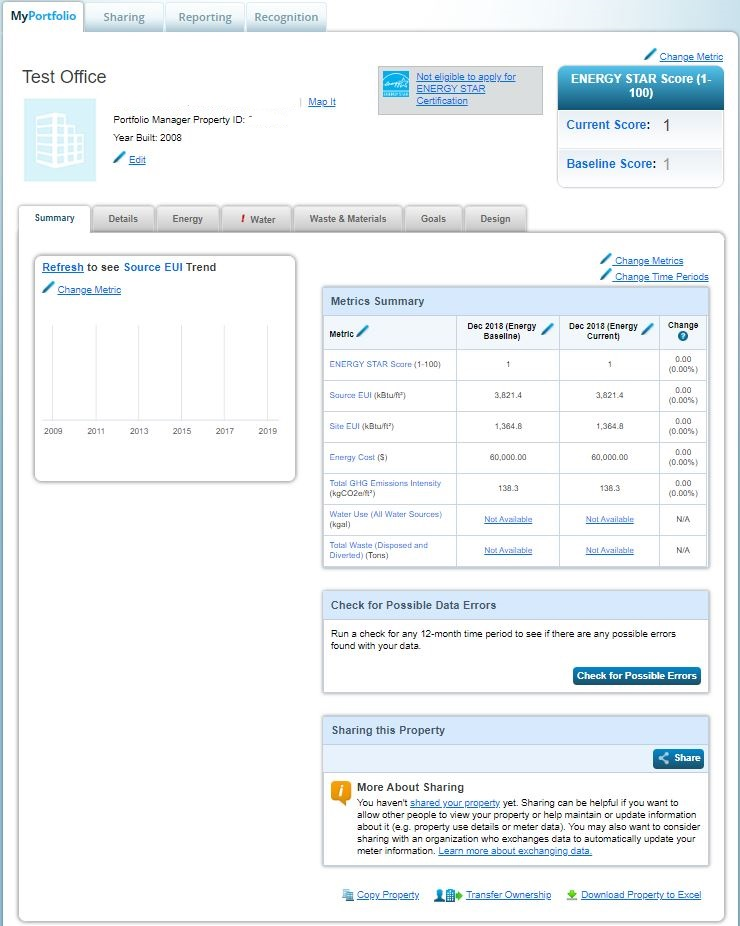 MyPortfolio Sharing Reporting Recognition
Change Metric
Test Office
Not eligible to apply for
ENERGY STAR
Certification
ENERGY STAR Score (1-
100)
Current Score: 1
Baseline Score: 1
| Map It
Portfolio Manager Property ID:
Year Built: 2008
Edit
Summary Details Energy ! Water Waste & Materials Goals Design
Refresh to see Source EUI Trend
Change Metric
2009 2011 2013 2015 2017 2019
Change Metrics
Change Time Periods
Metrics Summary
Metric Dec 2018 (Energy Baseline) Dec 2018 (Energy Current) Change ?
ENERGY STAR Score (1-100) 1 1 0.00 (0.00%)
Source EUI (kBtu/ft²) 3,821.4 3,821.4 0.00 (0.00%)
Site EUI (kBtu/ft²) 1,364.8 1,364.8 0.00 (0.00%)
Energy Cost ($) 60,000.00 60,000.00 0.00 (0.00%)
Total GHG Emissions Intensity (kgCO2e/ft²) 138.3 138.3 0.00 (0.00%)
Water Use (All Water Sources) (kgal) Not Available Not Available N/A
Total Waste (Disposed and Diverted) (Tons) Not Available Not Available N/A
Check for Possible Data Errors
Run a check for any 12-month time period to see if there are any possible errors
found with your data.
Check for Possible Errors
Sharing this Property
Share
More About Sharing
You haven't shared your property yet. Sharing can be helpful if you want to
allow other people to view your property or help maintain or update information
about it (e.g. property use details or meter data). You may also want to consider
sharing with an organization who exchanges data to automatically update your
meter information. Learn more about exchanging data.
Copy Property Transfer Ownership Download Property to Excel